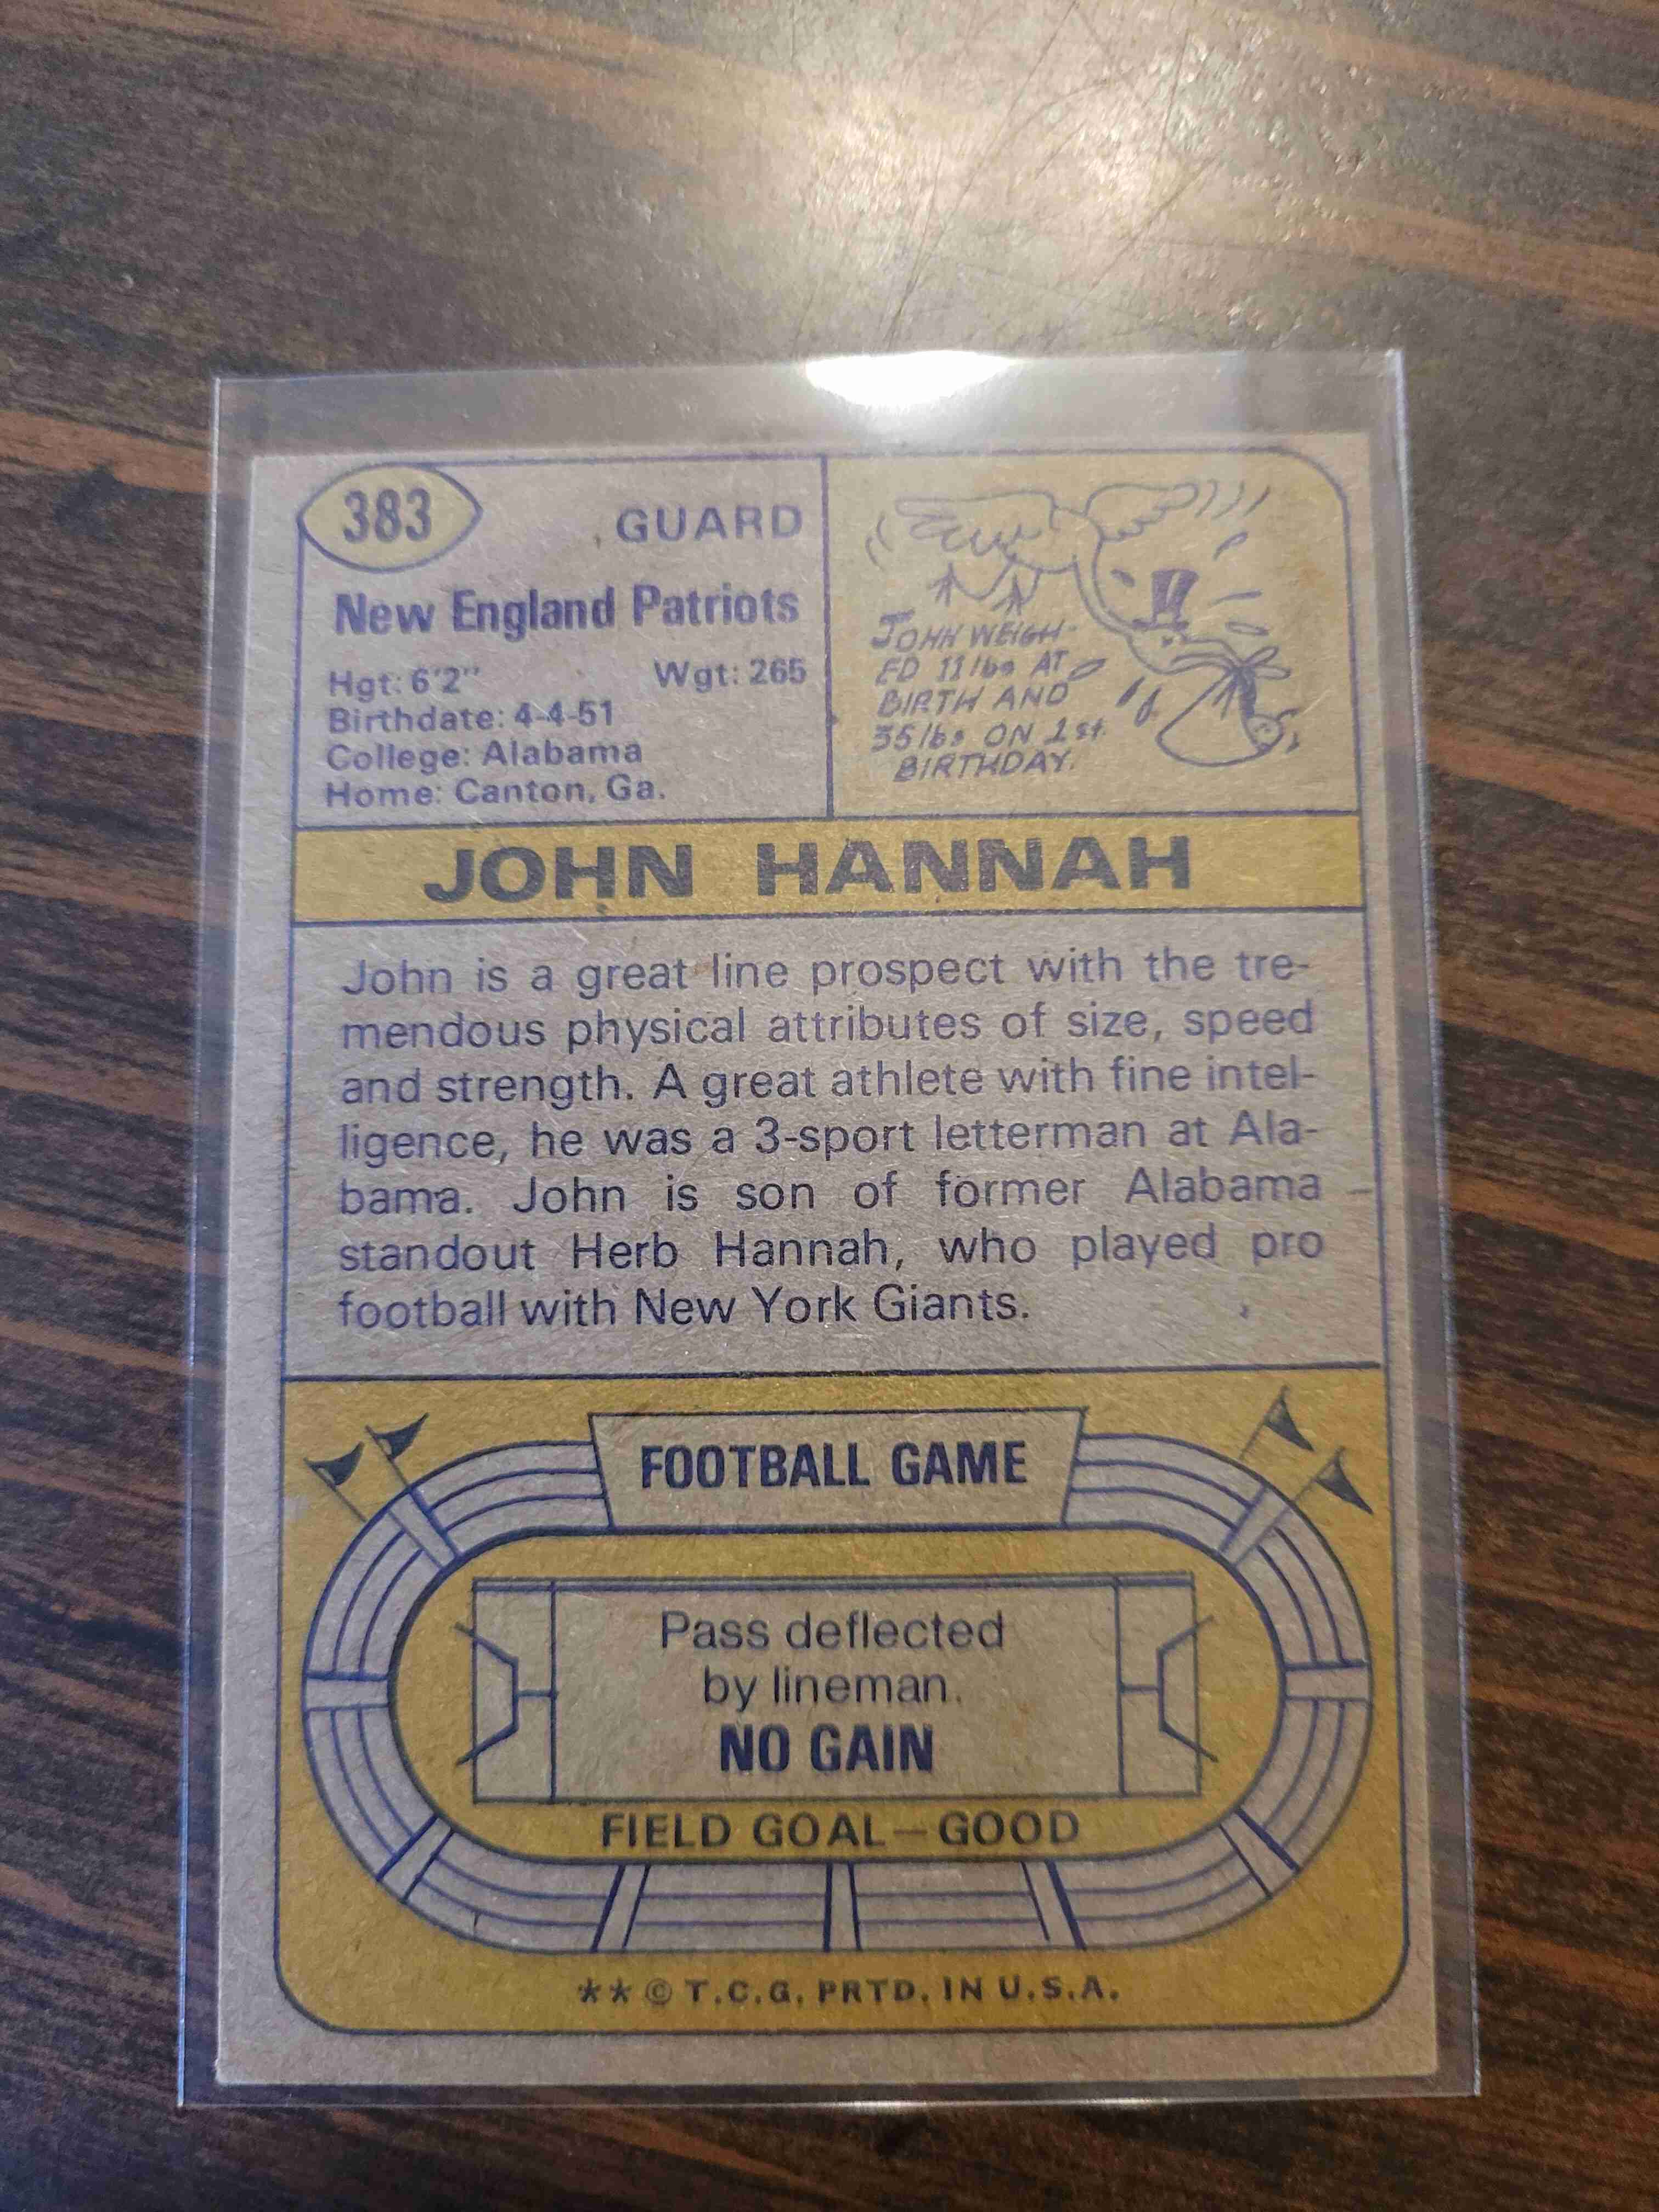 383
GUARD
New England Patriots
Hgt: 6'2" Wgt: 265
Birthdate: 4-4-51
College: Alabama
Home: Canton, Ga.
JOHN WEIGH-
ED 11 lbs AT
BIRTH AND
35 lbs ON 1st
BIRTHDAY.
JOHN HANNAH
John is a great line prospect with the tre-
mendous physical attributes of size, speed
and strength. A great athlete with fine intel-
ligence, he was a 3-sport letterman at Ala-
bama. John is son of former Alabama
standout Herb Hannah, who played pro
football with New York Giants.
FOOTBALL GAME
Pass deflected
by lineman.
NO GAIN
FIELD GOAL—GOOD
** © T.C.G. PRTD. IN U.S.A.